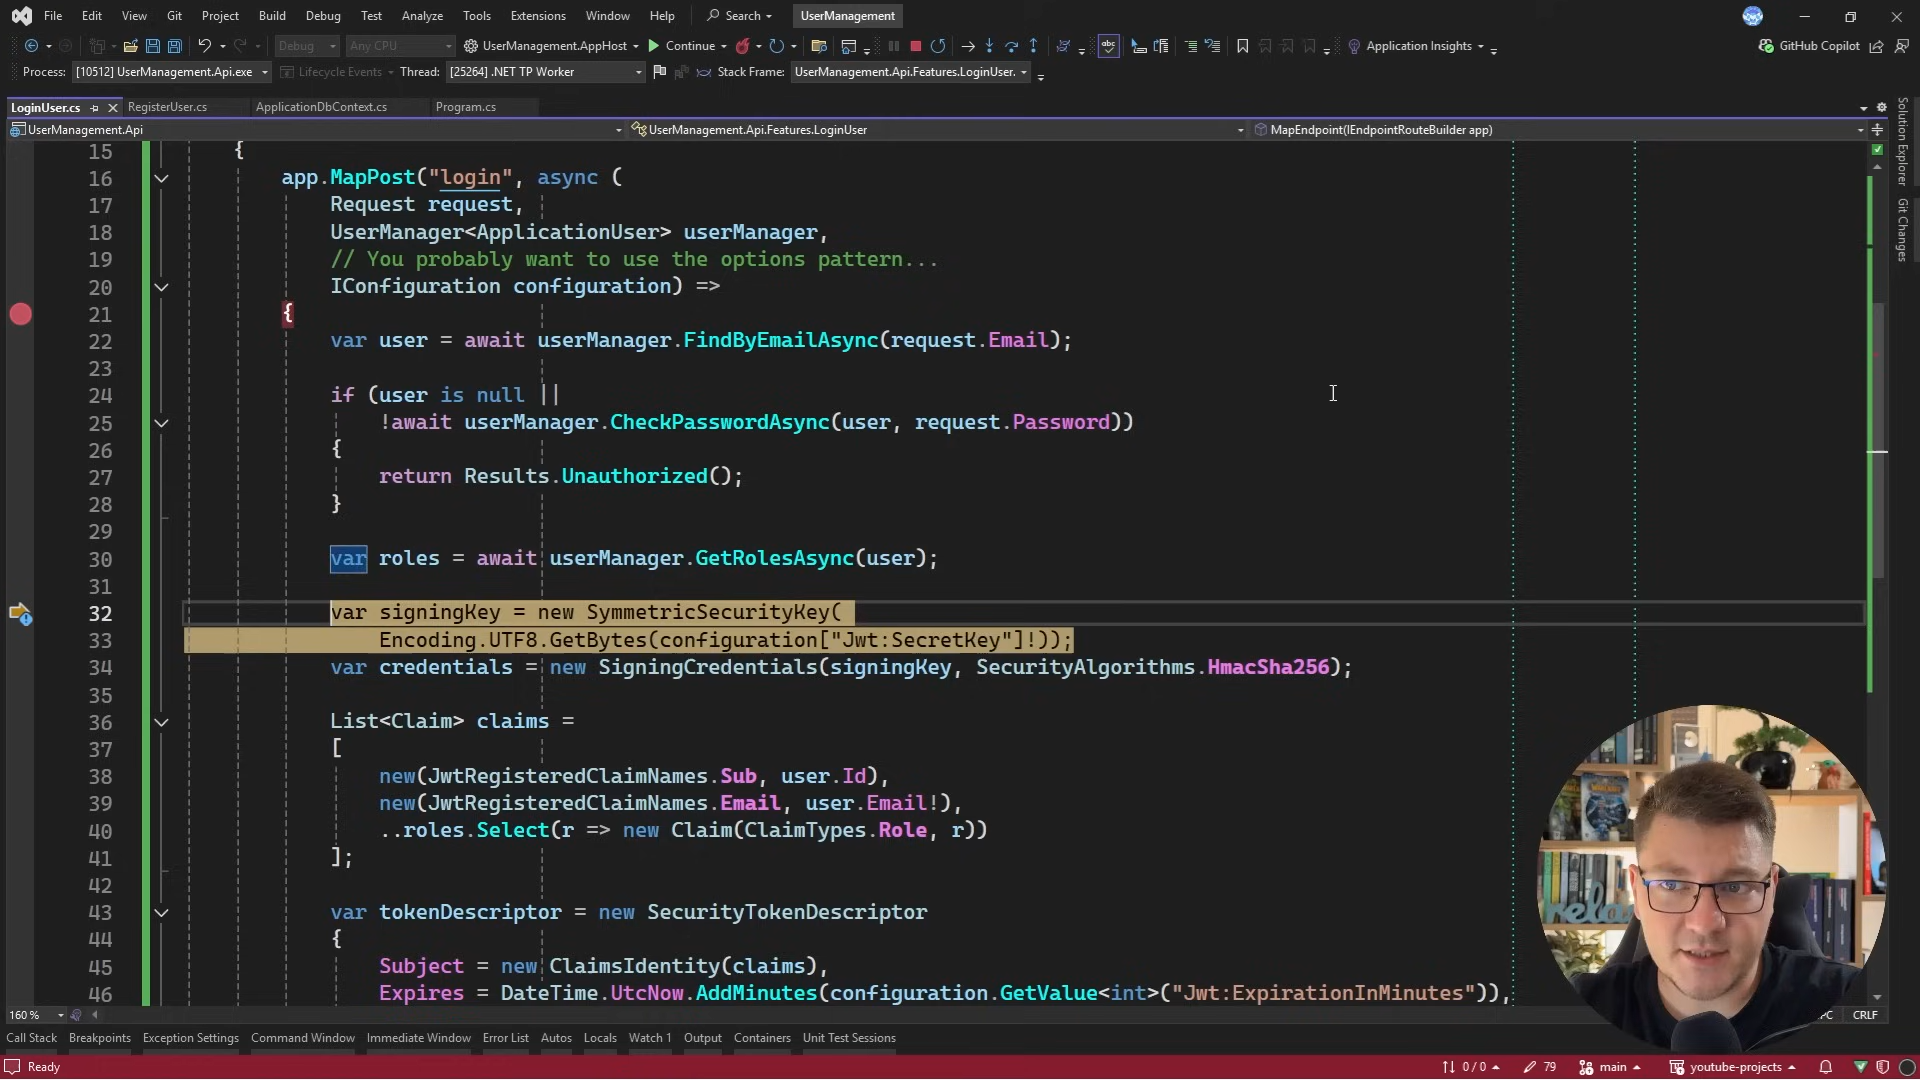 File Edit View Git Project Build Debug Test Analyze Tools Extensions Window Help Search UserManagement
Debug Any CPU UserManagement.AppHost Continue Application Insights GitHub Copilot
Process: [10512] UserManagement.Api.exe Lifecycle Events Thread: [25264] .NET TP Worker Stack Frame: UserManagement.Api.Features.LoginUser.
LoginUser.cs RegisterUser.cs ApplicationDbContext.cs Program.cs
UserManagement.Api UserManagement.Api.Features.LoginUser MapEndpoint(IEndpointRouteBuilder app)
Solution Explorer
Git Changes
15 {
16 app.MapPost("login", async (
17 Request request,
18 UserManager<ApplicationUser> userManager,
19 // You probably want to use the options pattern...
20 IConfiguration configuration) =>
21 {
22 var user = await userManager.FindByEmailAsync(request.Email);
23
24 if (user is null ||
25 !await userManager.CheckPasswordAsync(user, request.Password))
26 {
27 return Results.Unauthorized();
28 }
29
30 var roles = await userManager.GetRolesAsync(user);
31
32 var signingKey = new SymmetricSecurityKey(
33 Encoding.UTF8.GetBytes(configuration["Jwt:SecretKey"]!));
34 var credentials = new SigningCredentials(signingKey, SecurityAlgorithms.HmacSha256);
35
36 List<Claim> claims =
37 [
38 new(JwtRegisteredClaimNames.Sub, user.Id),
39 new(JwtRegisteredClaimNames.Email, user.Email!),
40 ..roles.Select(r => new Claim(ClaimTypes.Role, r))
41 ];
42
43 var tokenDescriptor = new SecurityTokenDescriptor
44 {
45 Subject = new ClaimsIdentity(claims),
46 Expires = DateTime.UtcNow.AddMinutes(configuration.GetValue<int>("Jwt:ExpirationInMinutes")),
160 % CRLF
Call Stack Breakpoints Exception Settings Command Window Immediate Window Error List Autos Locals Watch 1 Output Containers Unit Test Sessions
Ready 0 / 0 79 main youtube-projects